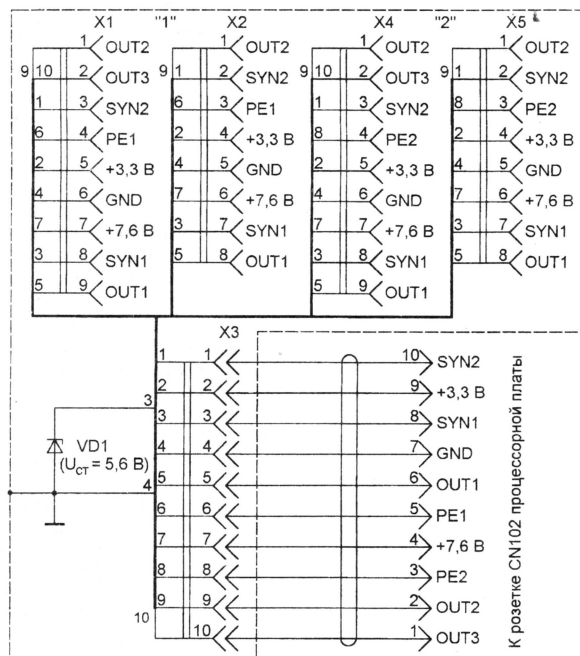 X1 "1" X2 X4 "2" X5
1 OUT2 1 OUT2 1 OUT2 1 OUT2
9 10 2 OUT3 9 1 2 SYN2 9 10 2 OUT3 9 1 2 SYN2
1 3 SYN2 6 3 PE1 1 3 SYN2 8 3 PE2
6 4 PE1 2 4 +3,3 В 8 4 PE2 2 4 +3,3 В
2 5 +3,3 В 4 5 GND 2 5 +3,3 В 4 5 GND
4 6 GND 7 6 +7,6 В 4 6 GND 7 6 +7,6 В
7 7 +7,6 В 3 7 SYN1 7 7 +7,6 В 3 7 SYN1
3 8 SYN1 5 8 OUT1 3 8 SYN1 5 8 OUT1
5 9 OUT1 5 9 OUT1
X3
1 1 10 SYN2
2 2 9 +3,3 В
3
3 3 8 SYN1
VD1
4 4 7 GND
(Uст = 5,6 В)
5 5 6 OUT1
4
6 6 5 PE1
7 7 4 +7,6 В
8 8 3 PE2
9 9 2 OUT2
10
10 1 OUT3
К розетке CN102 процессорной платы